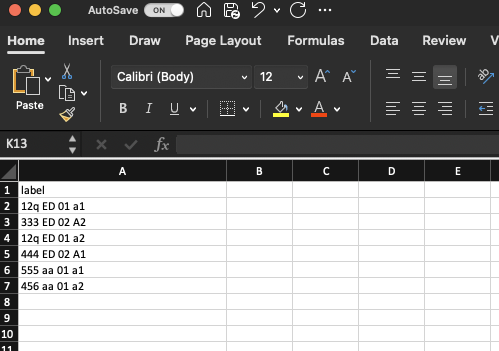 AutoSave ON
Home Insert Draw Page Layout Formulas Data Review V
Paste
Calibri (Body) 12 A^ A˅
B I U A
K13 fx
A B C D E
1 label
2 12q ED 01 a1
3 333 ED 02 A2
4 12q ED 01 a2
5 444 ED 02 A1
6 555 aa 01 a1
7 456 aa 01 a2
8
9
10
11